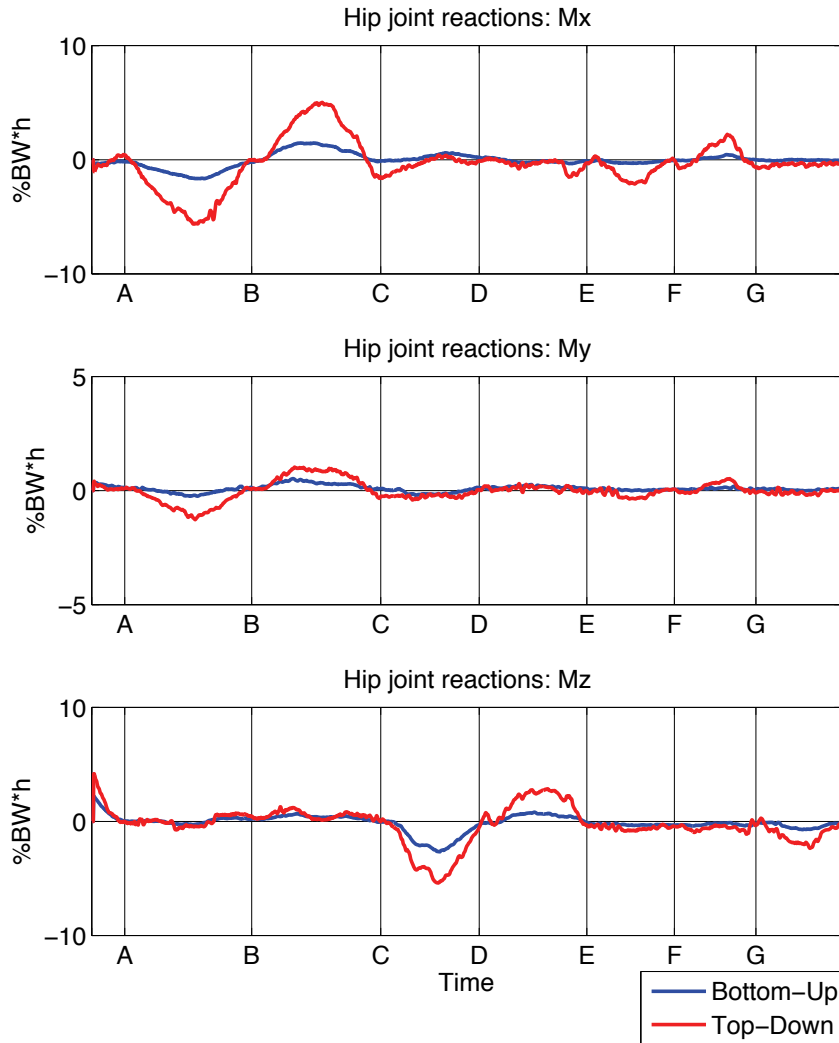 Hip joint reactions: Mx
10
0
−10
%BW*h
A B C D E F G
Hip joint reactions: My
5
0
−5
%BW*h
A B C D E F G
Hip joint reactions: Mz
10
0
−10
%BW*h
A B C D E F G
Time
Bottom−Up
Top−Down